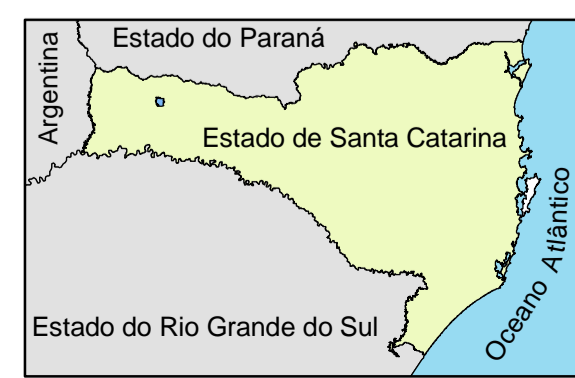 Estado do Paraná
Argentina
Estado de Santa Catarina
Oceano Atlântico
Estado do Rio Grande do Sul